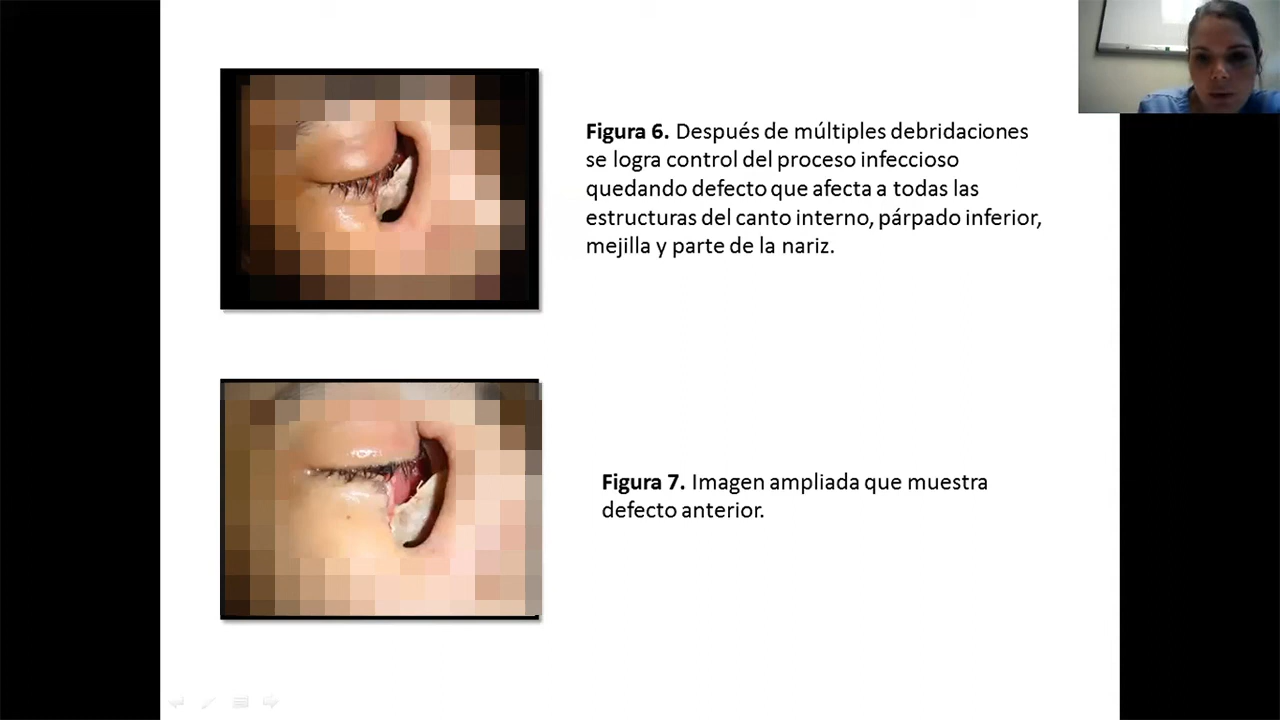 Figura 6. Después de múltiples debridaciones
se logra control del proceso infeccioso
quedando defecto que afecta a todas las
estructuras del canto interno, párpado inferior,
mejilla y parte de la nariz.
Figura 7. Imagen ampliada que muestra
defecto anterior.